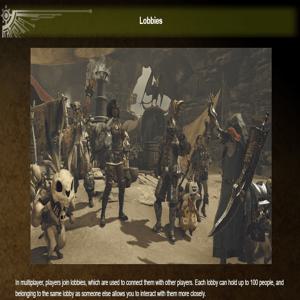 Lobbies
In multiplayer, players join lobbies, which are used to connect them with other players. Each lobby can hold up to 100 people, and
belonging to the same lobby as someone else allows you to interact with them more closely.